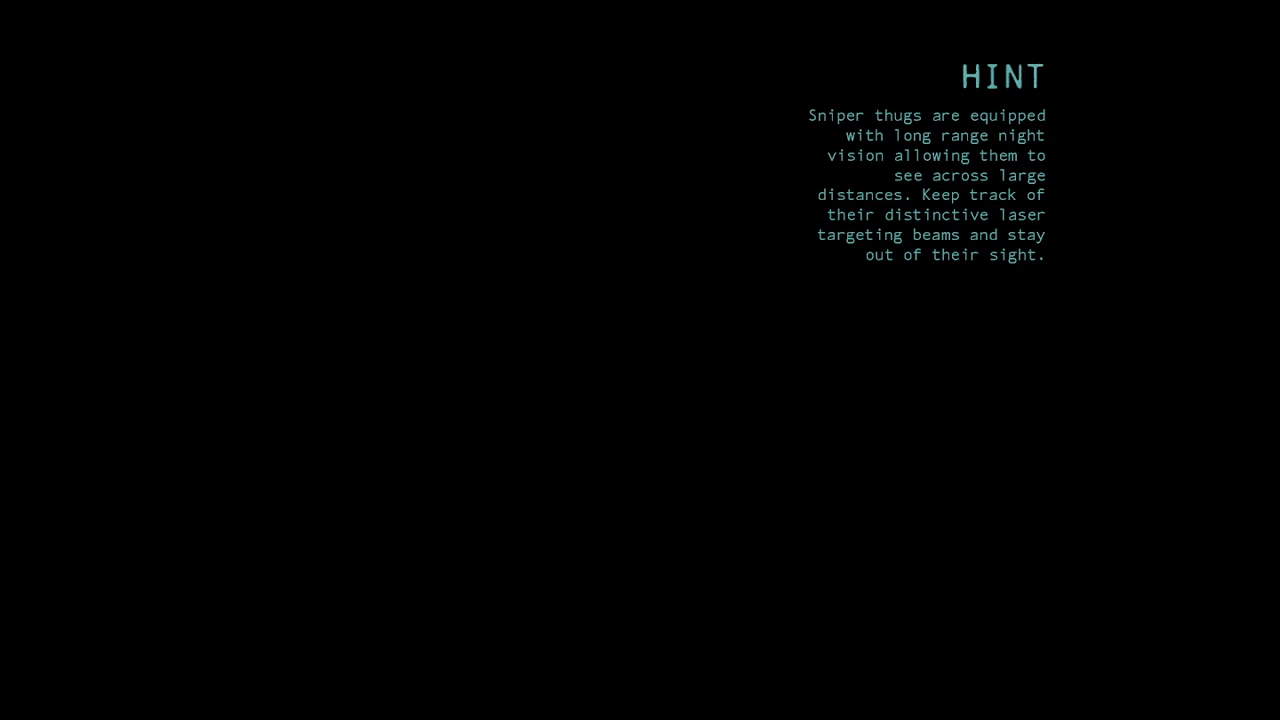 HINT
Sniper thugs are equipped
with long range night
vision allowing them to
see across large
distances. Keep track of
their distinctive laser
targeting beams and stay
out of their sight.